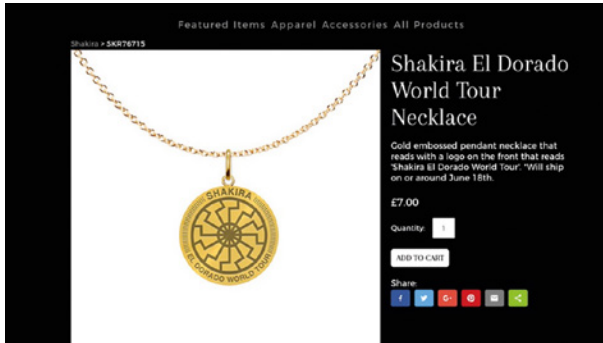 Featured Items Apparel Accessories All Products
Shakira > SKR76715
SHAKIRA
EL DORADO WORLD TOUR
Shakira El Dorado
World Tour
Necklace
Gold embossed pendant necklace that
reads with a logo on the front that reads
'Shakira El Dorado World Tour'. *Will ship
on or around June 18th.
£7.00
Quantity: 1
ADD TO CART
Share:
f G+